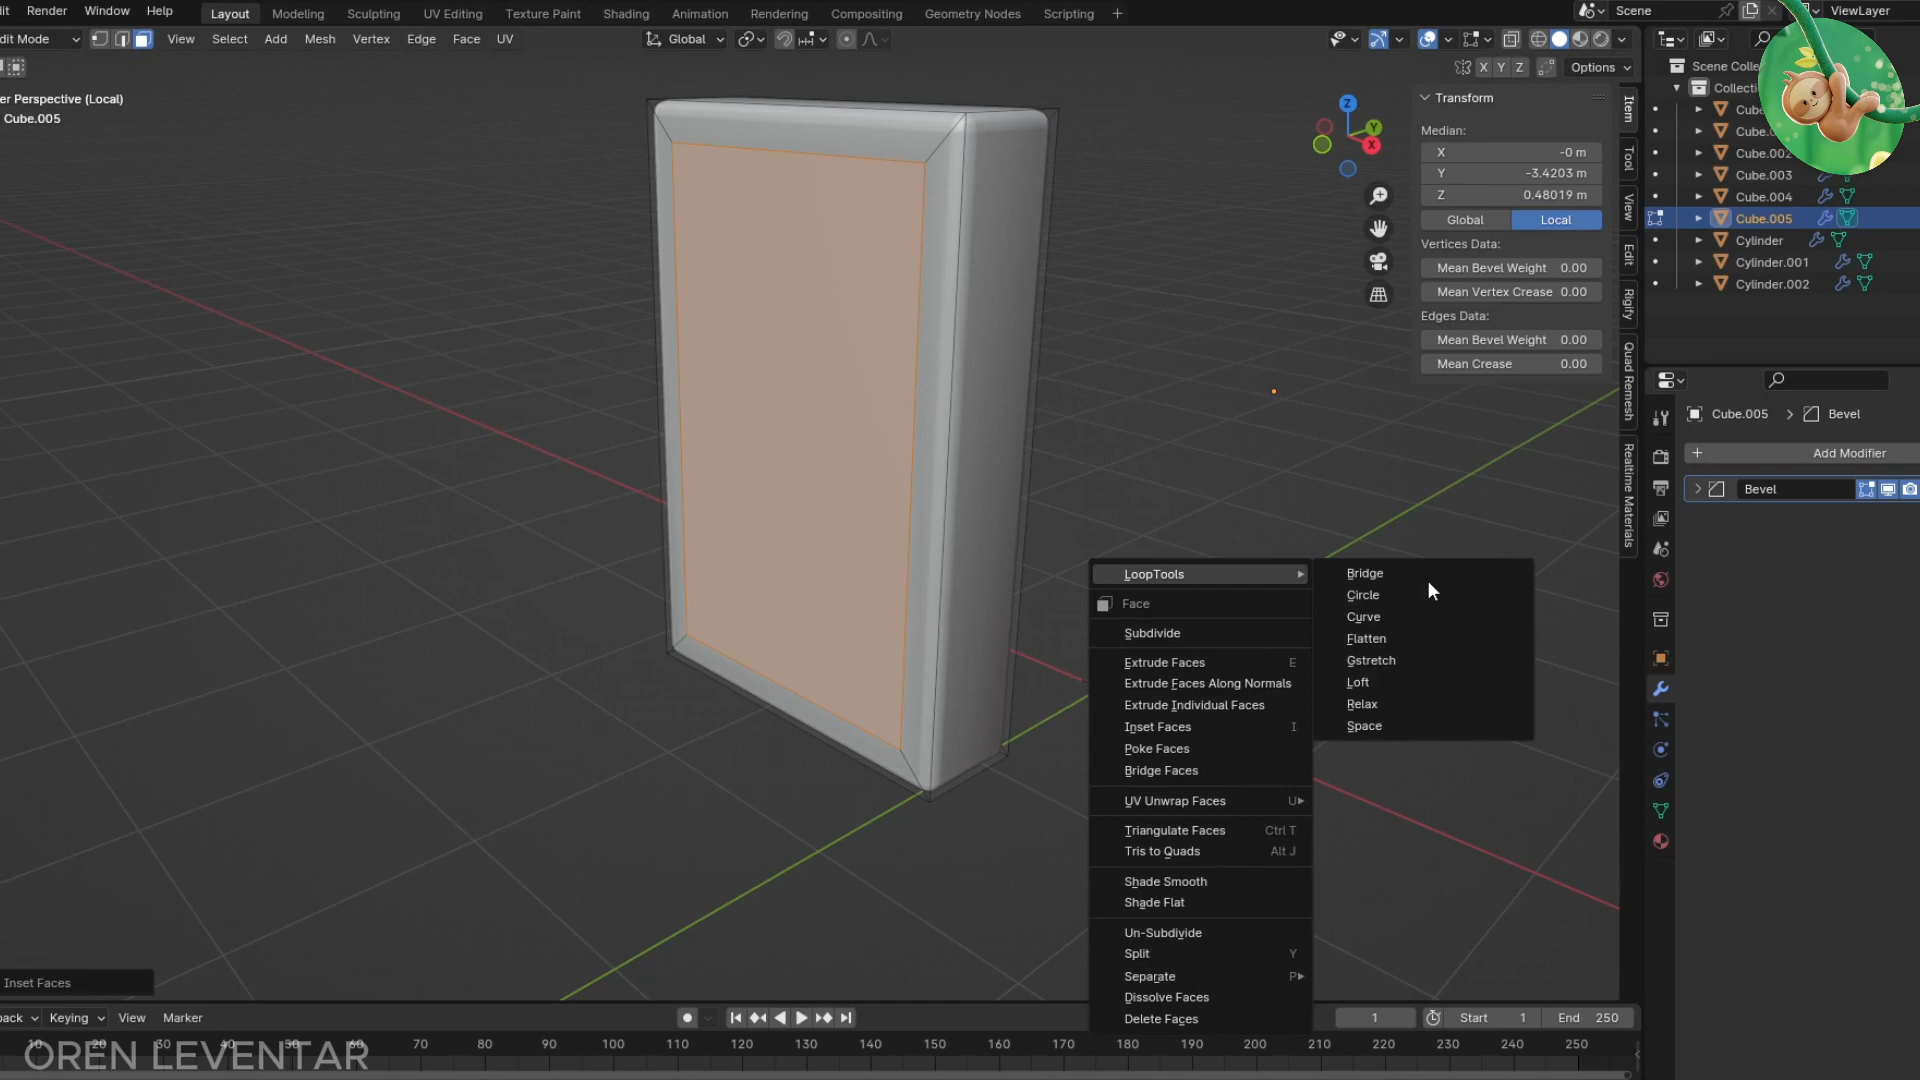 Render Window Help Layout Modeling Sculpting UV Editing Texture Paint Shading Animation Rendering Compositing Geometry Nodes Scripting + Scene ViewLayer
dit Mode View Select Add Mesh Vertex Edge Face UV Global
X Y Z Options
er Perspective (Local)
Cube.005
Transform
Median:
X -0 m
Y -3.4203 m
Z 0.48019 m
Global Local
Vertices Data:
Mean Bevel Weight 0.00
Mean Vertex Crease 0.00
Edges Data:
Mean Bevel Weight 0.00
Mean Crease 0.00
Z
Y
X
Item
Tool
View
Edit
Rigify
Quad Remesh
Realtime Materials
Scene Colle
Collecti
Cube
Cube.
Cube.002
Cube.003
Cube.004
Cube.005
Cylinder
Cylinder.001
Cylinder.002
Cube.005 > Bevel
+ Add Modifier
Bevel
LoopTools
Face
Subdivide
Extrude Faces E
Extrude Faces Along Normals
Extrude Individual Faces
Inset Faces I
Poke Faces
Bridge Faces
UV Unwrap Faces U
Triangulate Faces Ctrl T
Tris to Quads Alt J
Shade Smooth
Shade Flat
Un-Subdivide
Split Y
Separate P
Dissolve Faces
Delete Faces
Bridge
Circle
Curve
Flatten
Gstretch
Loft
Relax
Space
Inset Faces
back Keying View Marker 1 Start 1 End 250
10 20 30 40 50 60 70 80 90 100 110 120 130 140 150 160 170 180 190 200 210 220 230 240 250
OREN LEVENTAR